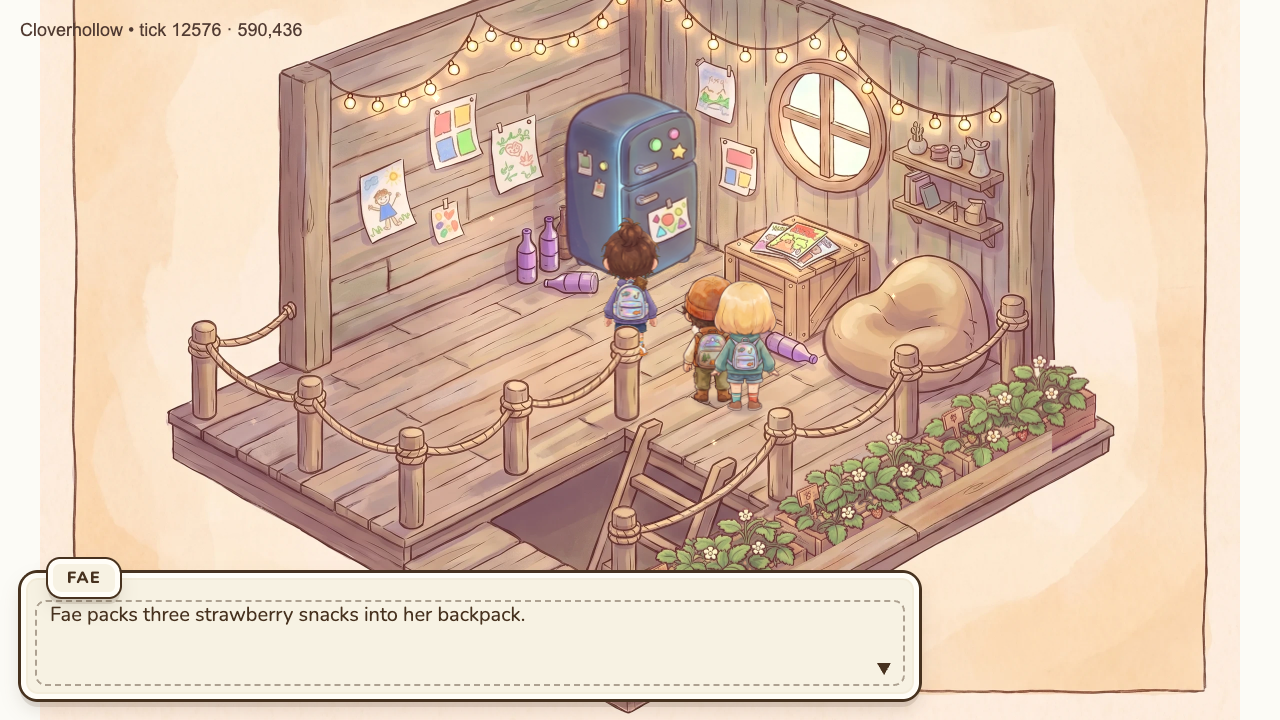 Cloverhollow • tick 12576 · 590,436
FAE
Fae packs three strawberry snacks into her backpack.